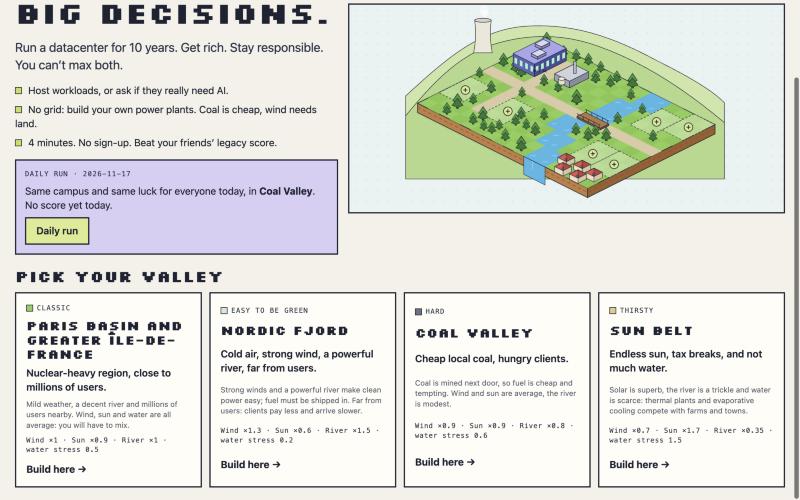 BIG DECISIONS.
Run a datacenter for 10 years. Get rich. Stay responsible.
You can’t max both.
Host workloads, or ask if they really need AI.
No grid: build your own power plants. Coal is cheap, wind needs
land.
4 minutes. No sign-up. Beat your friends’ legacy score.
DAILY RUN · 2026-11-17
Same campus and same luck for everyone today, in Coal Valley.
No score yet today.
Daily run
PICK YOUR VALLEY
CLASSIC
PARIS BASIN AND
GREATER ÎLE-DE-
FRANCE
Nuclear-heavy region, close to
millions of users.
Mild weather, a decent river and millions of
users nearby. Wind, sun and water are all
average: you will have to mix.
Wind ×1 · Sun ×0.9 · River ×1 ·
water stress 0.5
Build here →
EASY TO BE GREEN
NORDIC FJORD
Cold air, strong wind, a powerful
river, far from users.
Strong winds and a powerful river make clean
power easy; fuel must be shipped in. Far from
users: clients pay less and arrive slower.
Wind ×1.3 · Sun ×0.6 · River ×1.5 ·
water stress 0.2
Build here →
HARD
COAL VALLEY
Cheap local coal, hungry clients.
Coal is mined next door, so fuel is cheap and
tempting. Wind and sun are average, the river
is modest.
Wind ×0.9 · Sun ×0.9 · River ×0.8 ·
water stress 0.6
Build here →
THIRSTY
SUN BELT
Endless sun, tax breaks, and not
much water.
Solar is superb, the river is a trickle and water
is scarce: thermal plants and evaporative
cooling compete with farms and towns.
Wind ×0.7 · Sun ×1.7 · River ×0.35 ·
water stress 1.5
Build here →